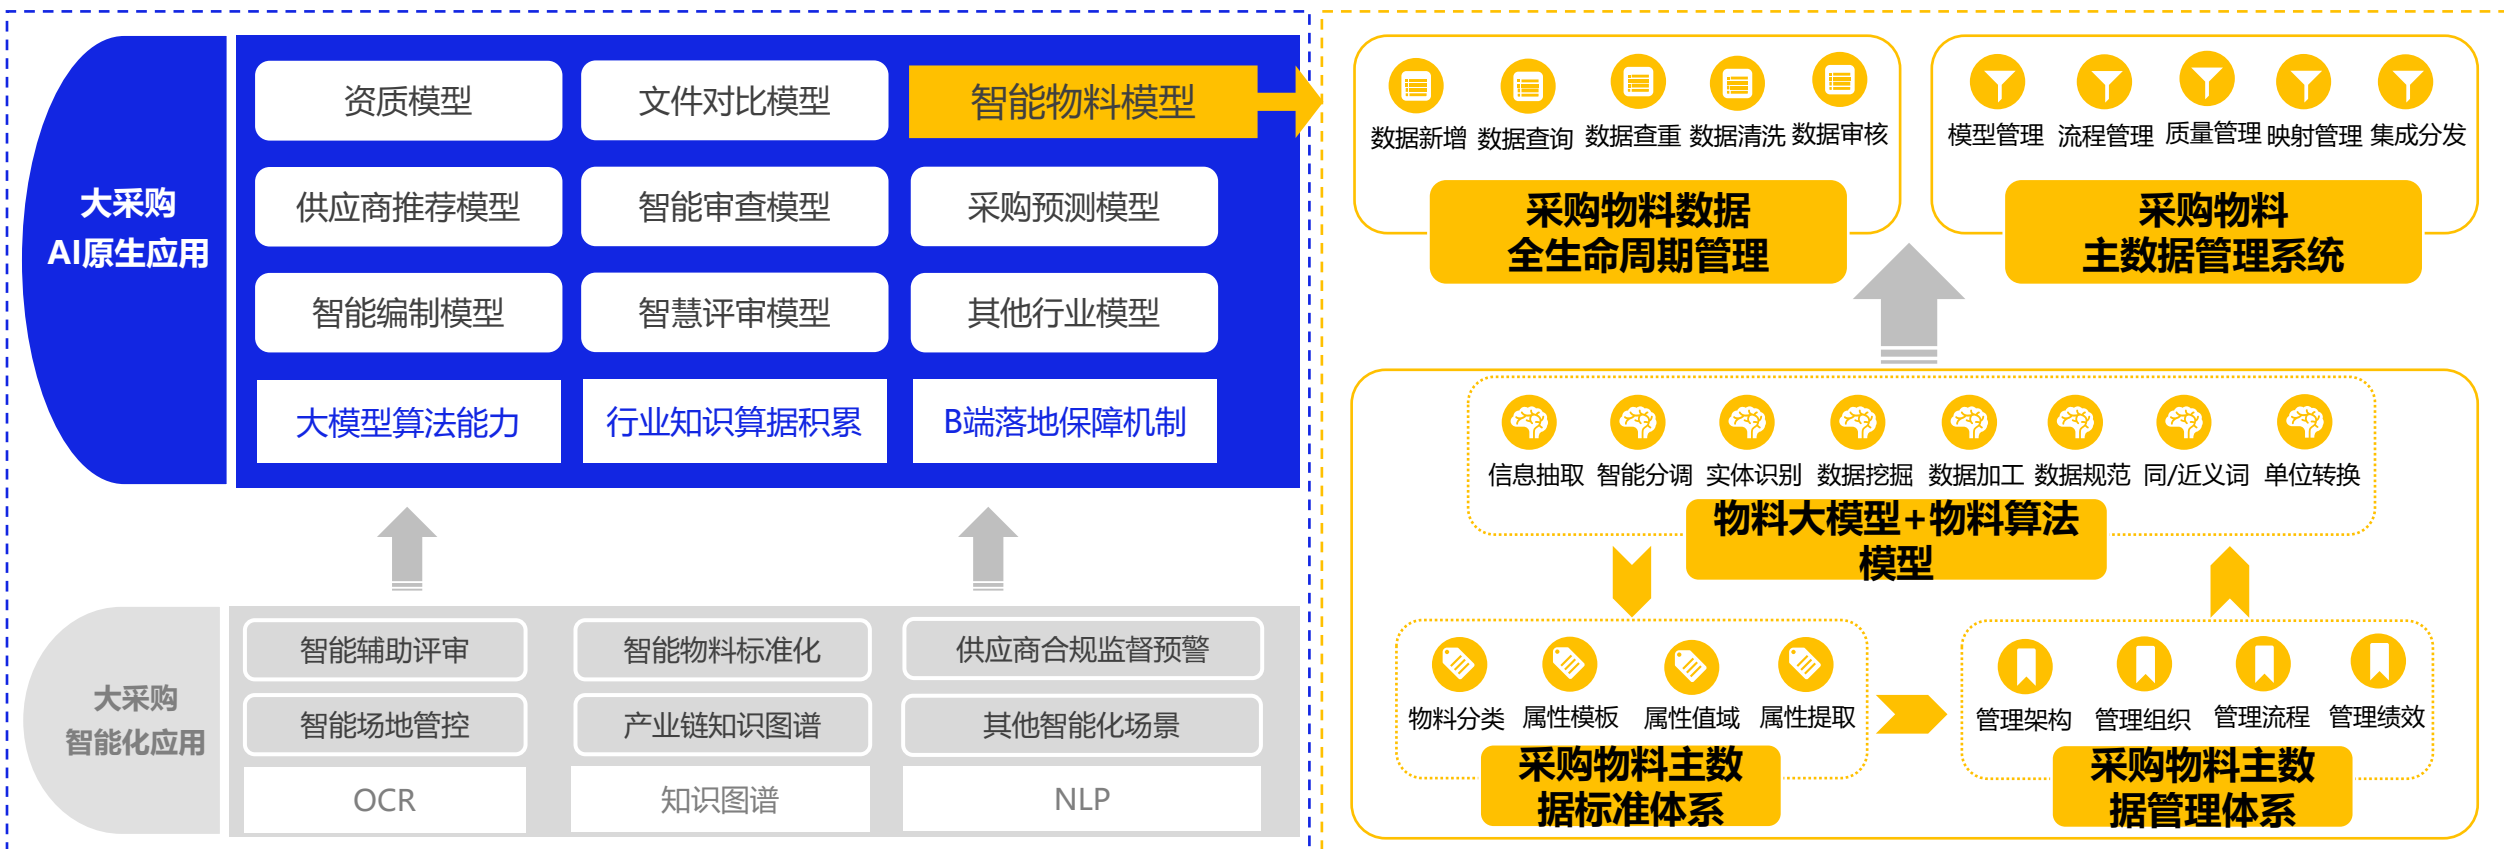 大采购
AI原生应用
资质模型
文件对比模型
智能物料模型
供应商推荐模型
智能审查模型
采购预测模型
智能编制模型
智慧评审模型
其他行业模型
大模型算法能力
行业知识算据积累
B端落地保障机制
大采购
智能化应用
智能辅助评审
智能物料标准化
供应商合规监督预警
智能场地管控
产业链知识图谱
其他智能化场景
OCR
知识图谱
NLP
数据新增
数据查询
数据查重
数据清洗
数据审核
采购物料数据
全生命周期管理
模型管理
流程管理
质量管理
映射管理
集成分发
采购物料
主数据管理系统
信息抽取
智能分调
实体识别
数据挖掘
数据加工
数据规范
同/近义词
单位转换
物料大模型+物料算法
模型
物料分类
属性模板
属性值域
属性提取
采购物料主数
据标准体系
管理架构
管理组织
管理流程
管理绩效
采购物料主数
据管理体系